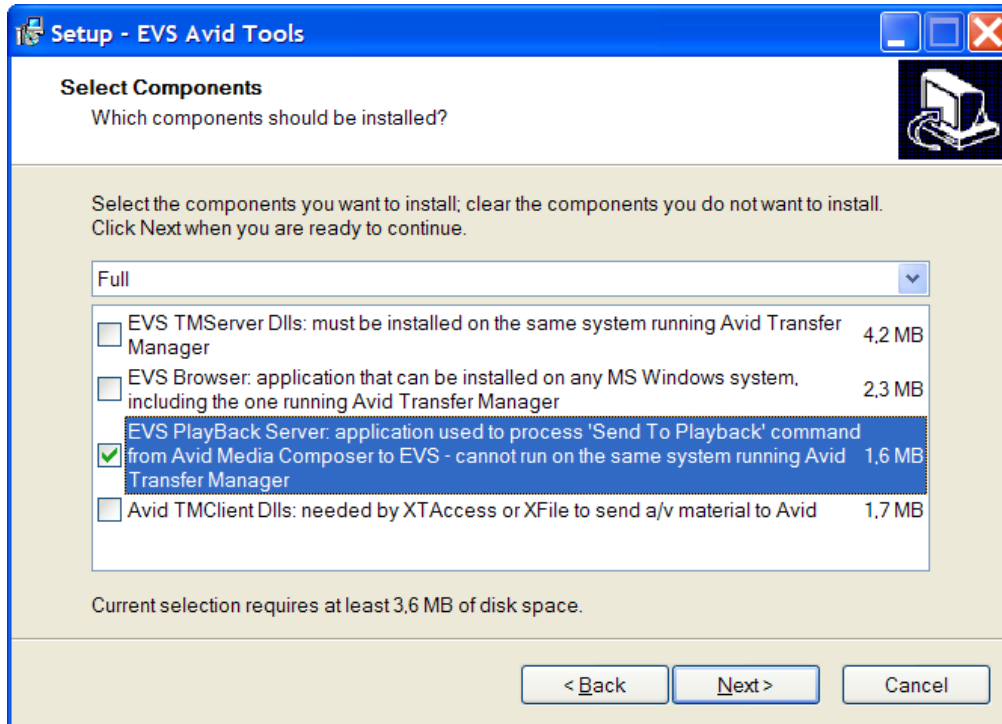 Setup - EVS Avid Tools
Select Components
Which components should be installed?
Select the components you want to install; clear the components you do not want to install.
Click Next when you are ready to continue.
Full
EVS TMServer Dlls: must be installed on the same system running Avid Transfer
Manager
4,2 MB
EVS Browser: application that can be installed on any MS Windows system,
including the one running Avid Transfer Manager
2,3 MB
EVS PlayBack Server: application used to process 'Send To Playback' command
from Avid Media Composer to EVS - cannot run on the same system running Avid
Transfer Manager
1,6 MB
Avid TMClient Dlls: needed by XTAccess or XFile to send a/v material to Avid
1,7 MB
Current selection requires at least 3,6 MB of disk space.
< Back
Next >
Cancel